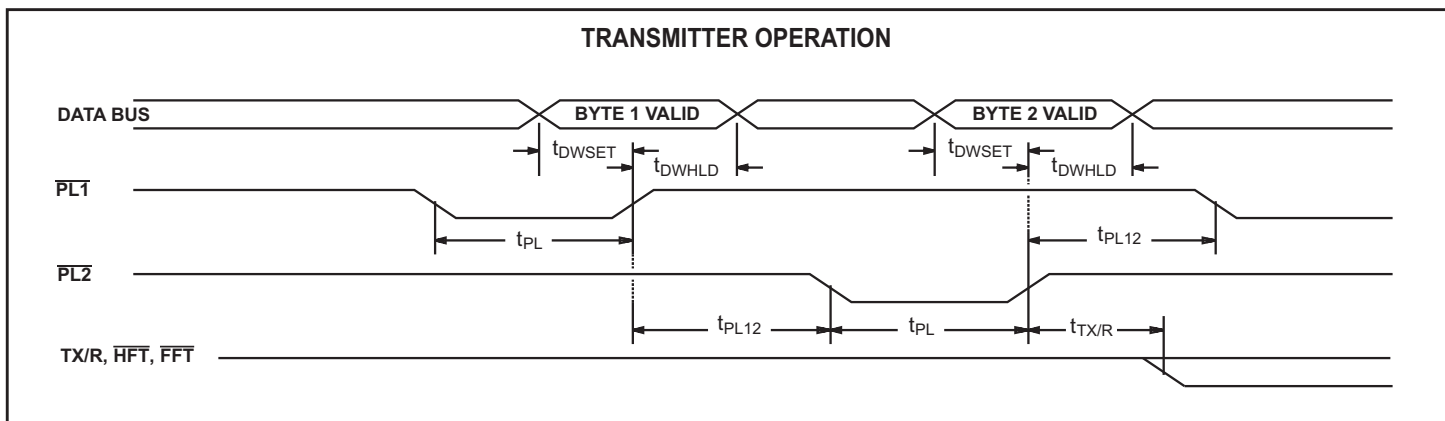 TRANSMITTER OPERATION
DATA BUS
BYTE 1 VALID
BYTE 2 VALID
tDWSET
tDWHLD
tDWSET
tDWHLD
PL1
tPL
tPL12
PL2
tPL12
tPL
tTX/R
TX/R, HFT, FFT